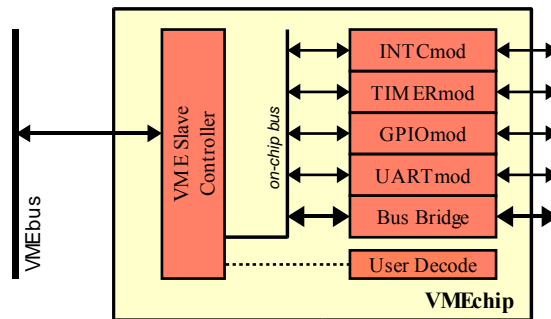 VMEbus
VME Slave
Controller
on-chip bus
INTCmod
TIMERmod
GPIOmod
UARTmod
Bus Bridge
User Decode
VMEchip